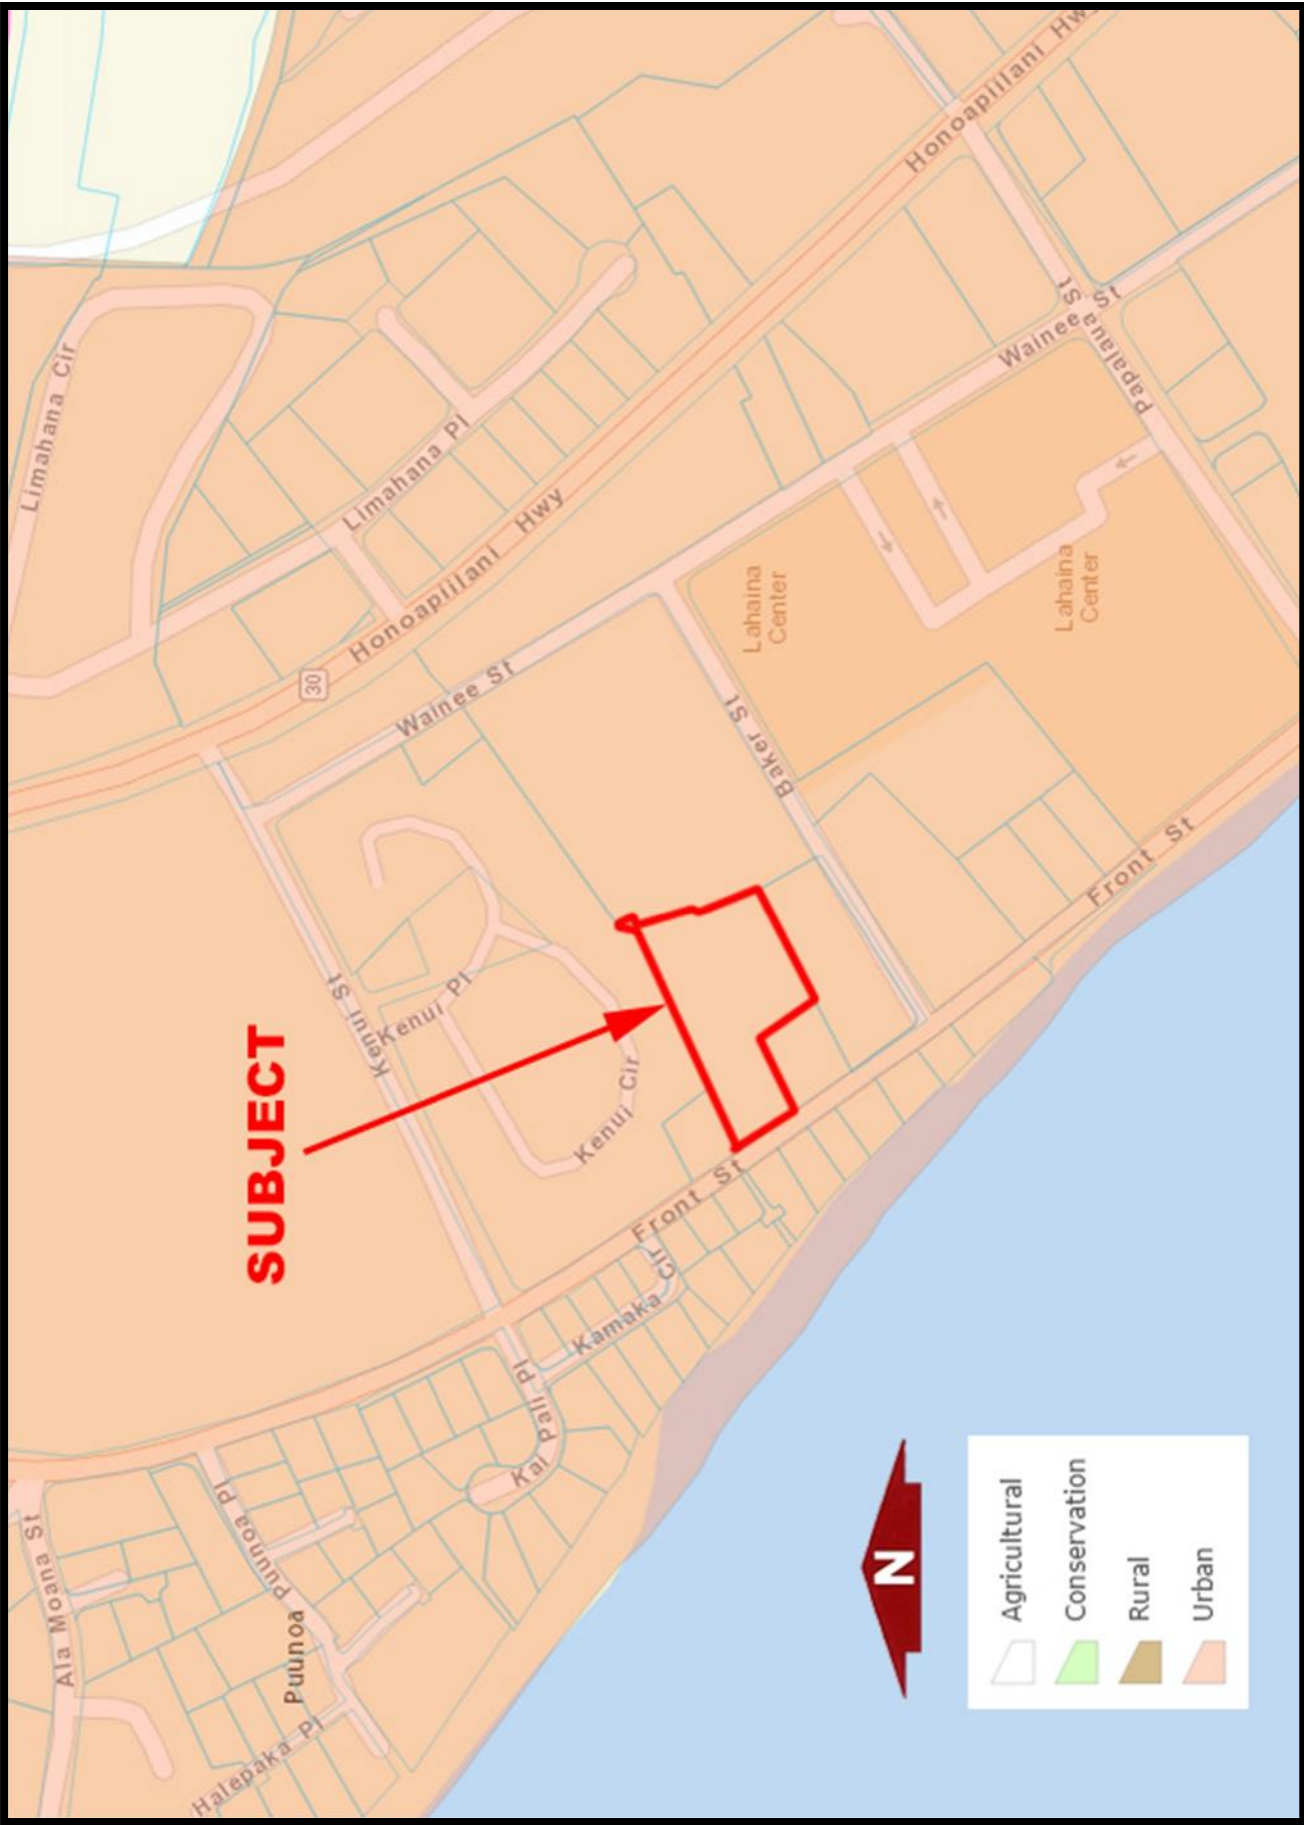 Limahana Cir
Limahana Pl
Honoapiilani Hwy
Honoapiilani Hwy
30
Wainee St
Wainee St
Papalaua St
Lahaina
Center
Lahaina
Center
Baker St
Front St
Kenui St
Kenui Pl
Kenui Cir
SUBJECT
Front St
Kamaka Cir
Kai Pali Pl
Puunoa Pl
Ala Moana St
Puunoa
Halepaka Pl
N
Agricultural
Conservation
Rural
Urban